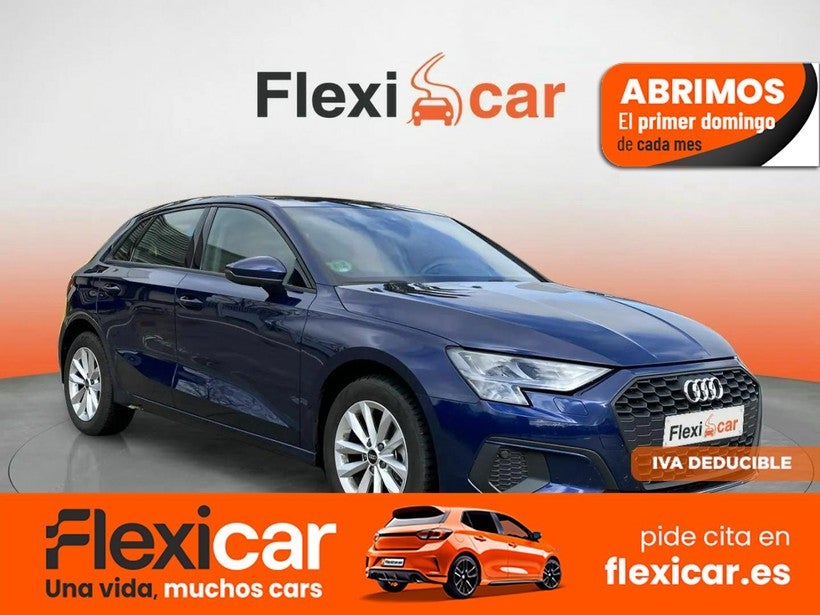 Flexicar
ABRIMOS
El primer domingo
de cada mes
Flexicar
IVA DEDUCIBLE
Flexicar
Una vida, muchos cars
pide cita en
flexicar.es